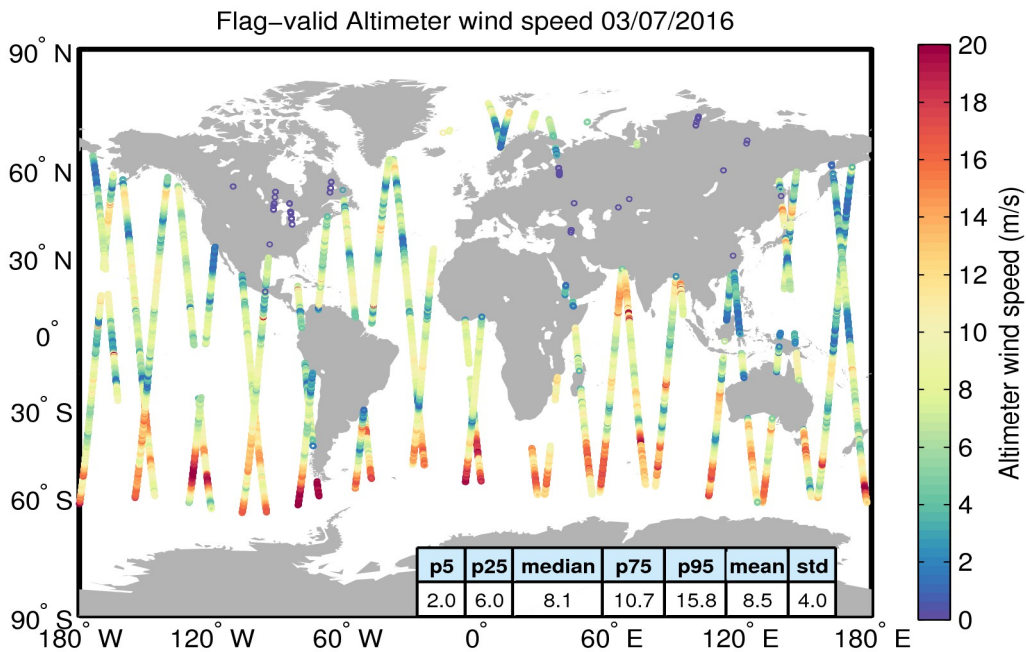 Flag−valid Altimeter wind speed 03/07/2016
90° N
60° N
30° N
0°
30° S
60° S
90° S
180° W
120° W
60° W
0°
60° E
120° E
180° E
p5 p25 median p75 p95 mean std
2.0 6.0 8.1 10.7 15.8 8.5 4.0
20
18
16
14
12
10
8
6
4
2
0
Altimeter wind speed (m/s)